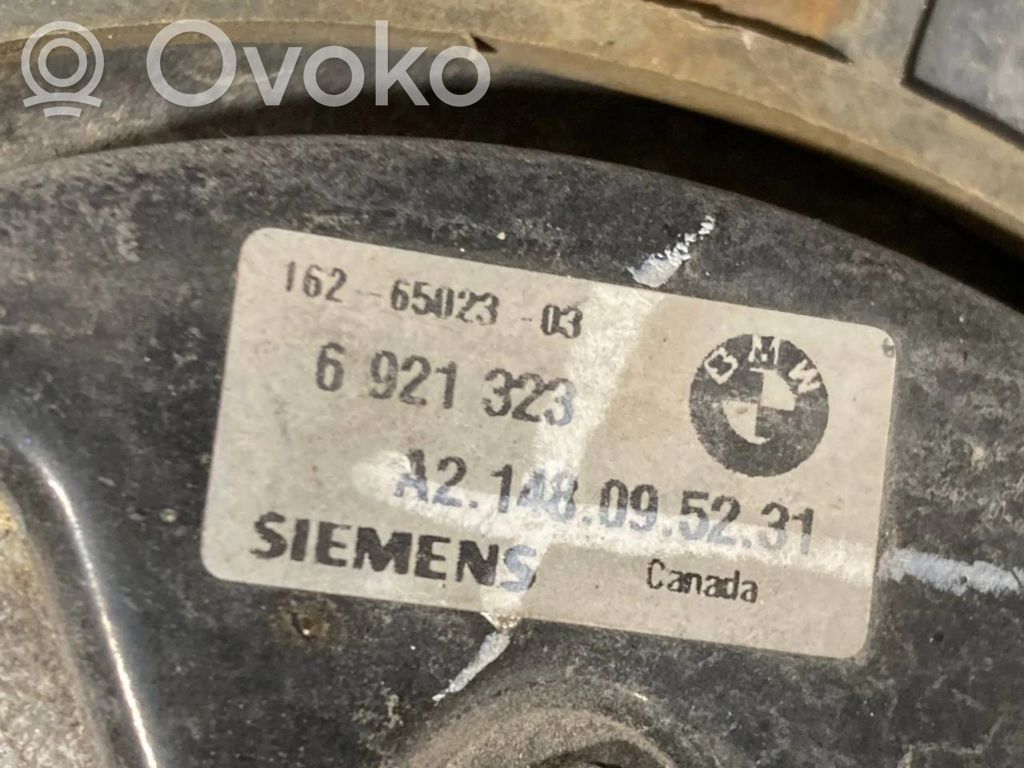 Ovoko
162-65023-03
6 921 323
BMW
A2.148.09.52.31
SIEMENS
Canada